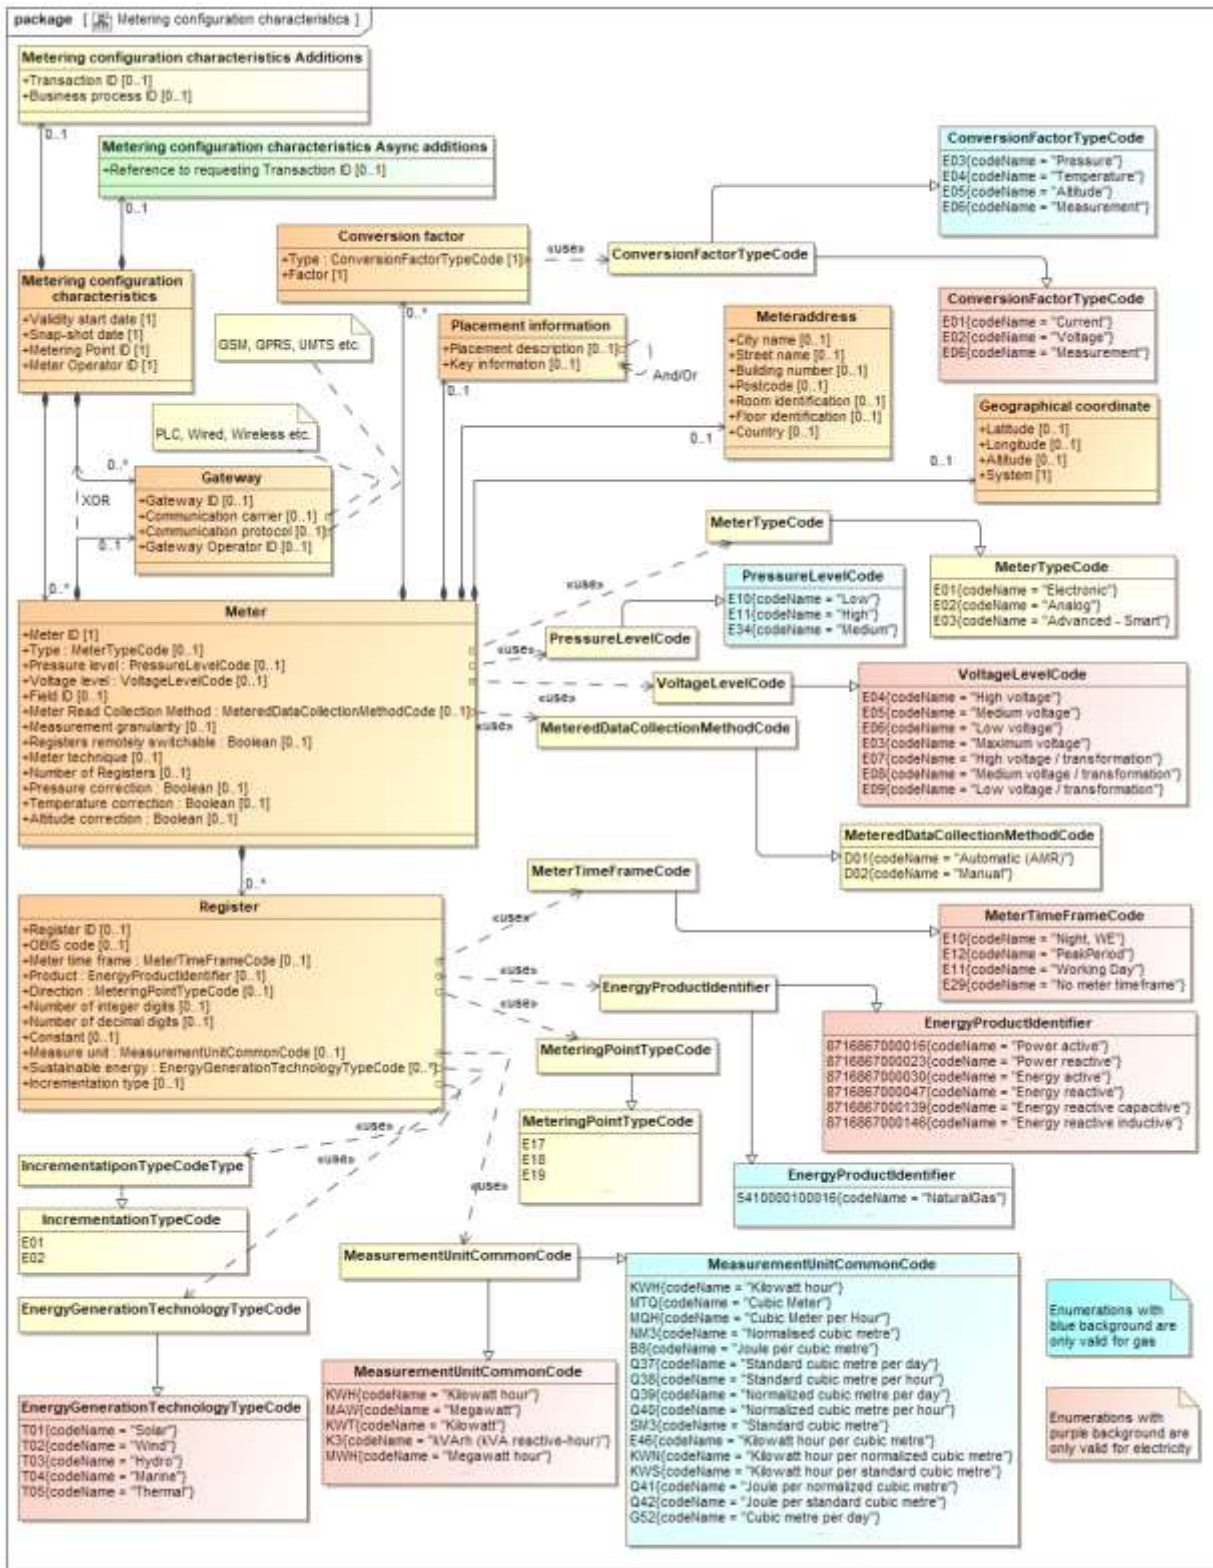 package [ Metering configuration characteristics ]
Metering configuration characteristics Additions
+Transaction ID [0..1]
+Business process ID [0..1]
0..1
Metering configuration characteristics Async additions
+Reference to requesting Transaction ID [0..1]
0..1
ConversionFactorTypeCode
E03{codeName = "Pressure"}
E04{codeName = "Temperature"}
E05{codeName = "Altitude"}
E06{codeName = "Measurement"}
Conversion factor
+Type : ConversionFactorTypeCode [1]
+Factor [1]
«use»
ConversionFactorTypeCode
0..*
Metering configuration
characteristics
+Validity start date [1]
+Snap-shot date [1]
+Metering Point ID [1]
+Meter Operator ID [1]
ConversionFactorTypeCode
E01{codeName = "Current"}
E02{codeName = "Voltage"}
E06{codeName = "Measurement"}
GSM, GPRS, UMTS etc.
Placement information
+Placement description [0..1]
+Key information [0..1]
And/Or
0..1
Meteraddress
+City name [0..1]
+Street name [0..1]
+Building number [0..1]
+Postcode [0..1]
+Room identification [0..1]
+Floor identification [0..1]
+Country [0..1]
0..1
Geographical coordinate
+Latitude [0..1]
+Longitude [0..1]
+Altitude [0..1]
+System [1]
0..1
PLC, Wired, Wireless etc.
0..*
XOR
0..1
Gateway
+Gateway ID [0..1]
+Communication carrier [0..1]
+Communication protocol [0..1]
+Gateway Operator ID [0..1]
0..*
MeterTypeCode
MeterTypeCode
E01{codeName = "Electronic"}
E02{codeName = "Analog"}
E03{codeName = "Advanced - Smart"}
«use»
PressureLevelCode
E10{codeName = "Low"}
E11{codeName = "High"}
E34{codeName = "Medium"}
Meter
+Meter ID [1]
+Type : MeterTypeCode [0..1]
+Pressure level : PressureLevelCode [0..1]
+Voltage level : VoltageLevelCode [0..1]
+Field ID [0..1]
+Meter Read Collection Method : MeteredDataCollectionMethodCode [0..1]
+Measurement granularity [0..1]
+Registers remotely switchable : Boolean [0..1]
+Meter technique [0..1]
+Number of Registers [0..1]
+Pressure correction : Boolean [0..1]
+Temperature correction : Boolean [0..1]
+Altitude correction : Boolean [0..1]
«use»
PressureLevelCode
«use»
VoltageLevelCode
«use»
MeteredDataCollectionMethodCode
VoltageLevelCode
E04{codeName = "High voltage"}
E05{codeName = "Medium voltage"}
E06{codeName = "Low voltage"}
E03{codeName = "Maximum voltage"}
E07{codeName = "High voltage / transformation"}
E08{codeName = "Medium voltage / transformation"}
E09{codeName = "Low voltage / transformation"}
MeteredDataCollectionMethodCode
D01{codeName = "Automatic (AMR)"}
D02{codeName = "Manual"}
0..*
MeterTimeFrameCode
«use»
MeterTimeFrameCode
E10{codeName = "Night, WE"}
E12{codeName = "PeakPeriod"}
E11{codeName = "Working Day"}
E29{codeName = "No meter timeframe"}
Register
+Register ID [0..1]
+OBIS code [0..1]
+Meter time frame : MeterTimeFrameCode [0..1]
+Product : EnergyProductIdentifier [0..1]
+Direction : MeteringPointTypeCode [0..1]
+Number of integer digits [0..1]
+Number of decimal digits [0..1]
+Constant [0..1]
+Measure unit : MeasurementUnitCommonCode [0..1]
+Sustainable energy : EnergyGenerationTechnologyTypeCode [0..*]
+Incrementation type [0..1]
«use»
EnergyProductIdentifier
«use»
MeteringPointTypeCode
EnergyProductIdentifier
8716867000016{codeName = "Power active"}
8716867000023{codeName = "Power reactive"}
8716867000030{codeName = "Energy active"}
8716867000047{codeName = "Energy reactive"}
8716867000139{codeName = "Energy reactive capacitive"}
8716867000146{codeName = "Energy reactive inductive"}
MeteringPointTypeCode
E17
E18
E19
«use»
«use»
«use»
EnergyProductIdentifier
5410000100016{codeName = "NaturalGas"}
IncrementatiponTypeCodeType
IncrementationTypeCode
E01
E02
MeasurementUnitCommonCode
EnergyGenerationTechnologyTypeCode
MeasurementUnitCommonCode
KWH{codeName = "Kilowatt hour"}
MTQ{codeName = "Cubic Meter"}
MQH{codeName = "Cubic Meter per Hour"}
NM3{codeName = "Normalised cubic metre"}
B8{codeName = "Joule per cubic metre"}
Q37{codeName = "Standard cubic metre per day"}
Q38{codeName = "Standard cubic metre per hour"}
Q39{codeName = "Normalized cubic metre per day"}
Q40{codeName = "Normalized cubic metre per hour"}
SM3{codeName = "Standard cubic metre"}
E46{codeName = "Kilowatt hour per cubic metre"}
KWN{codeName = "Kilowatt hour per normalized cubic metre"}
KWS{codeName = "Kilowatt hour per standard cubic metre"}
Q41{codeName = "Joule per normalized cubic metre"}
Q42{codeName = "Joule per standard cubic metre"}
G52{codeName = "Cubic metre per day"}
Enumerations with
blue background are
only valid for gas
MeasurementUnitCommonCode
KWH{codeName = "Kilowatt hour"}
MAW{codeName = "Megawatt"}
KWT{codeName = "Kilowatt"}
K3{codeName = "kVArh (kVA reactive-hour)"}
MWH{codeName = "Megawatt hour"}
EnergyGenerationTechnologyTypeCode
T01{codeName = "Solar"}
T02{codeName = "Wind"}
T03{codeName = "Hydro"}
T04{codeName = "Marine"}
T05{codeName = "Thermal"}
Enumerations with
purple background are
only valid for electricity